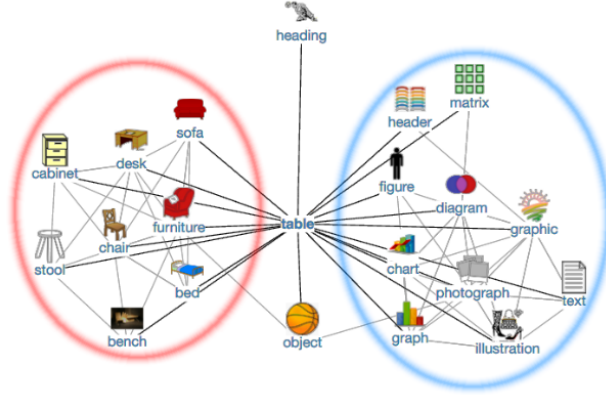 heading
sofa
cabinet
desk
chair
furniture
stool
bed
bench
table
object
header
matrix
figure
diagram
graphic
chart
photograph
text
graph
illustration